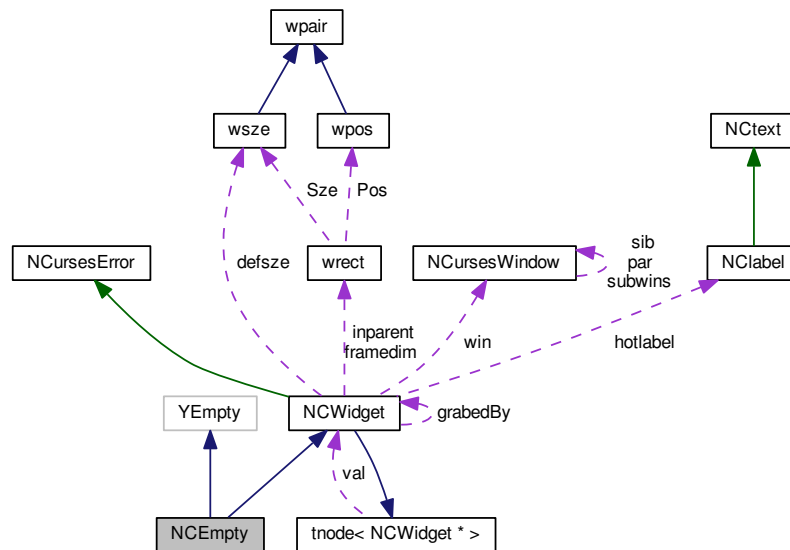 wpair
wsze
wpos
NCtext
Sze
Pos
sib
par
subwins
NCursesError
defsze
wrect
NCursesWindow
NClabel
inparent
framedim
win
hotlabel
YEmpty
NCWidget
grabedBy
val
NCEmpty
tnode< NCWidget * >